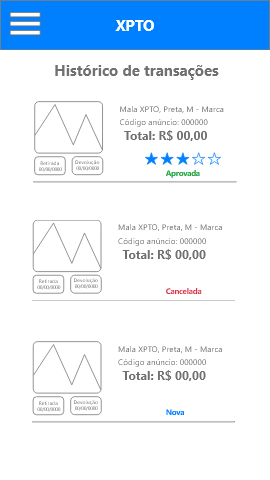 XPTO
Histórico de transações
Mala XPTO, Preta, M - Marca
Código anúncio: 000000
Total: R$ 00,00
Retirada
00/00/0000
Devolução
00/00/0000
Aprovada
Mala XPTO, Preta, M - Marca
Código anúncio: 000000
Total: R$ 00,00
Retirada
00/00/0000
Devolução
00/00/0000
Cancelada
Mala XPTO, Preta, M - Marca
Código anúncio: 000000
Total: R$ 00,00
Retirada
00/00/0000
Devolução
00/00/0000
Nova